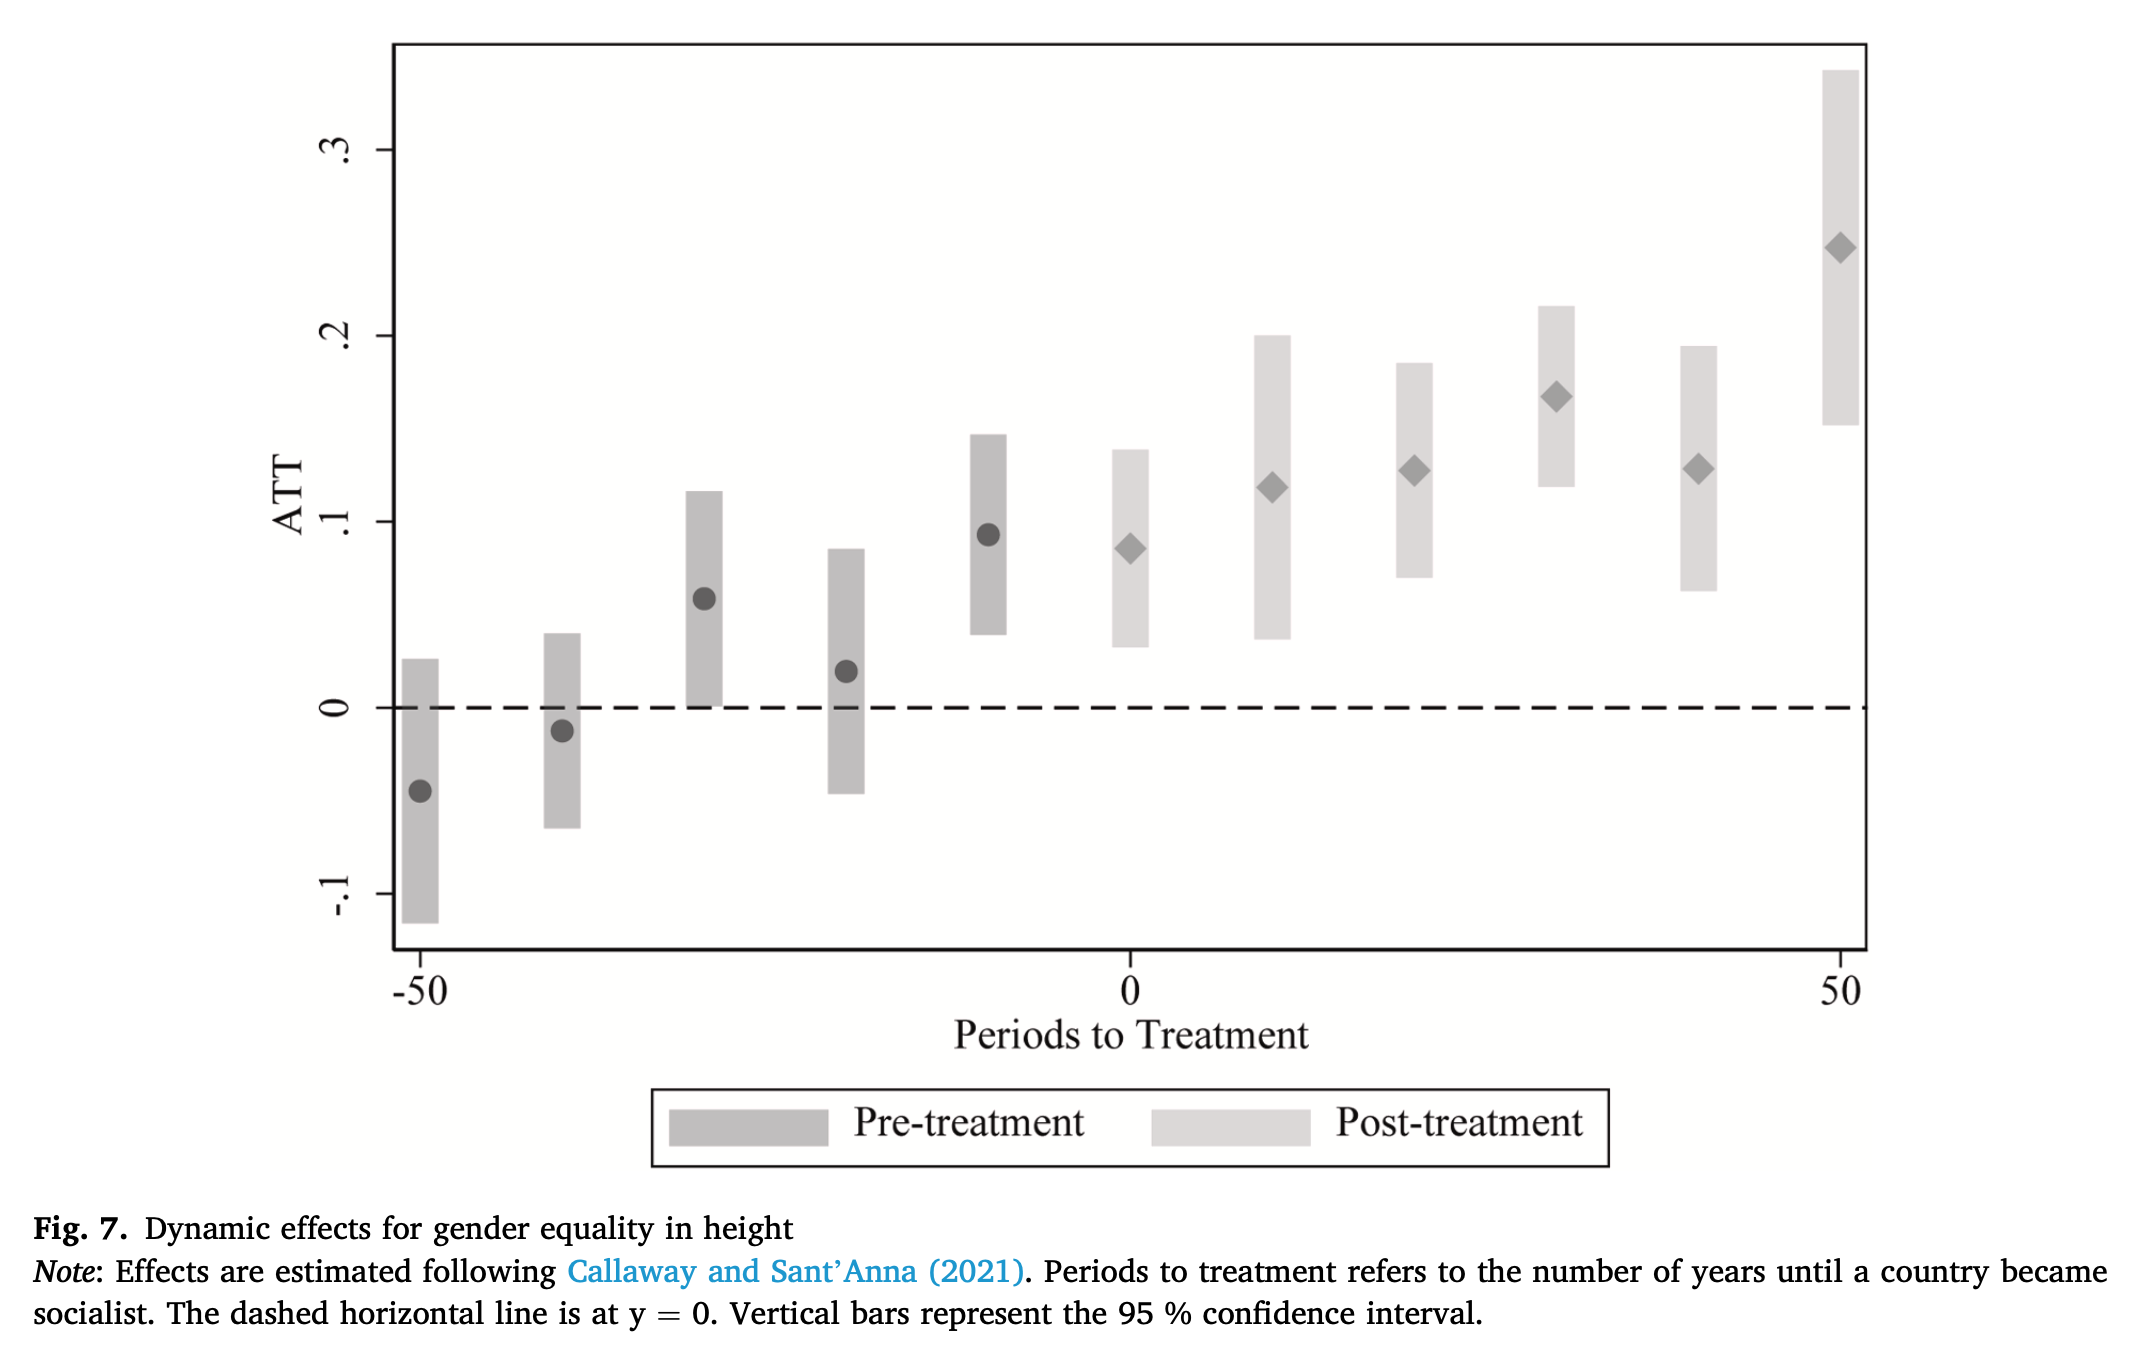 .3
.2
.1
0
-.1
ATT
-50
0
50
Periods to Treatment
Pre-treatment
Post-treatment
Fig. 7. Dynamic effects for gender equality in height
Note: Effects are estimated following Callaway and Sant’Anna (2021). Periods to treatment refers to the number of years until a country became
socialist. The dashed horizontal line is at y = 0. Vertical bars represent the 95 % confidence interval.